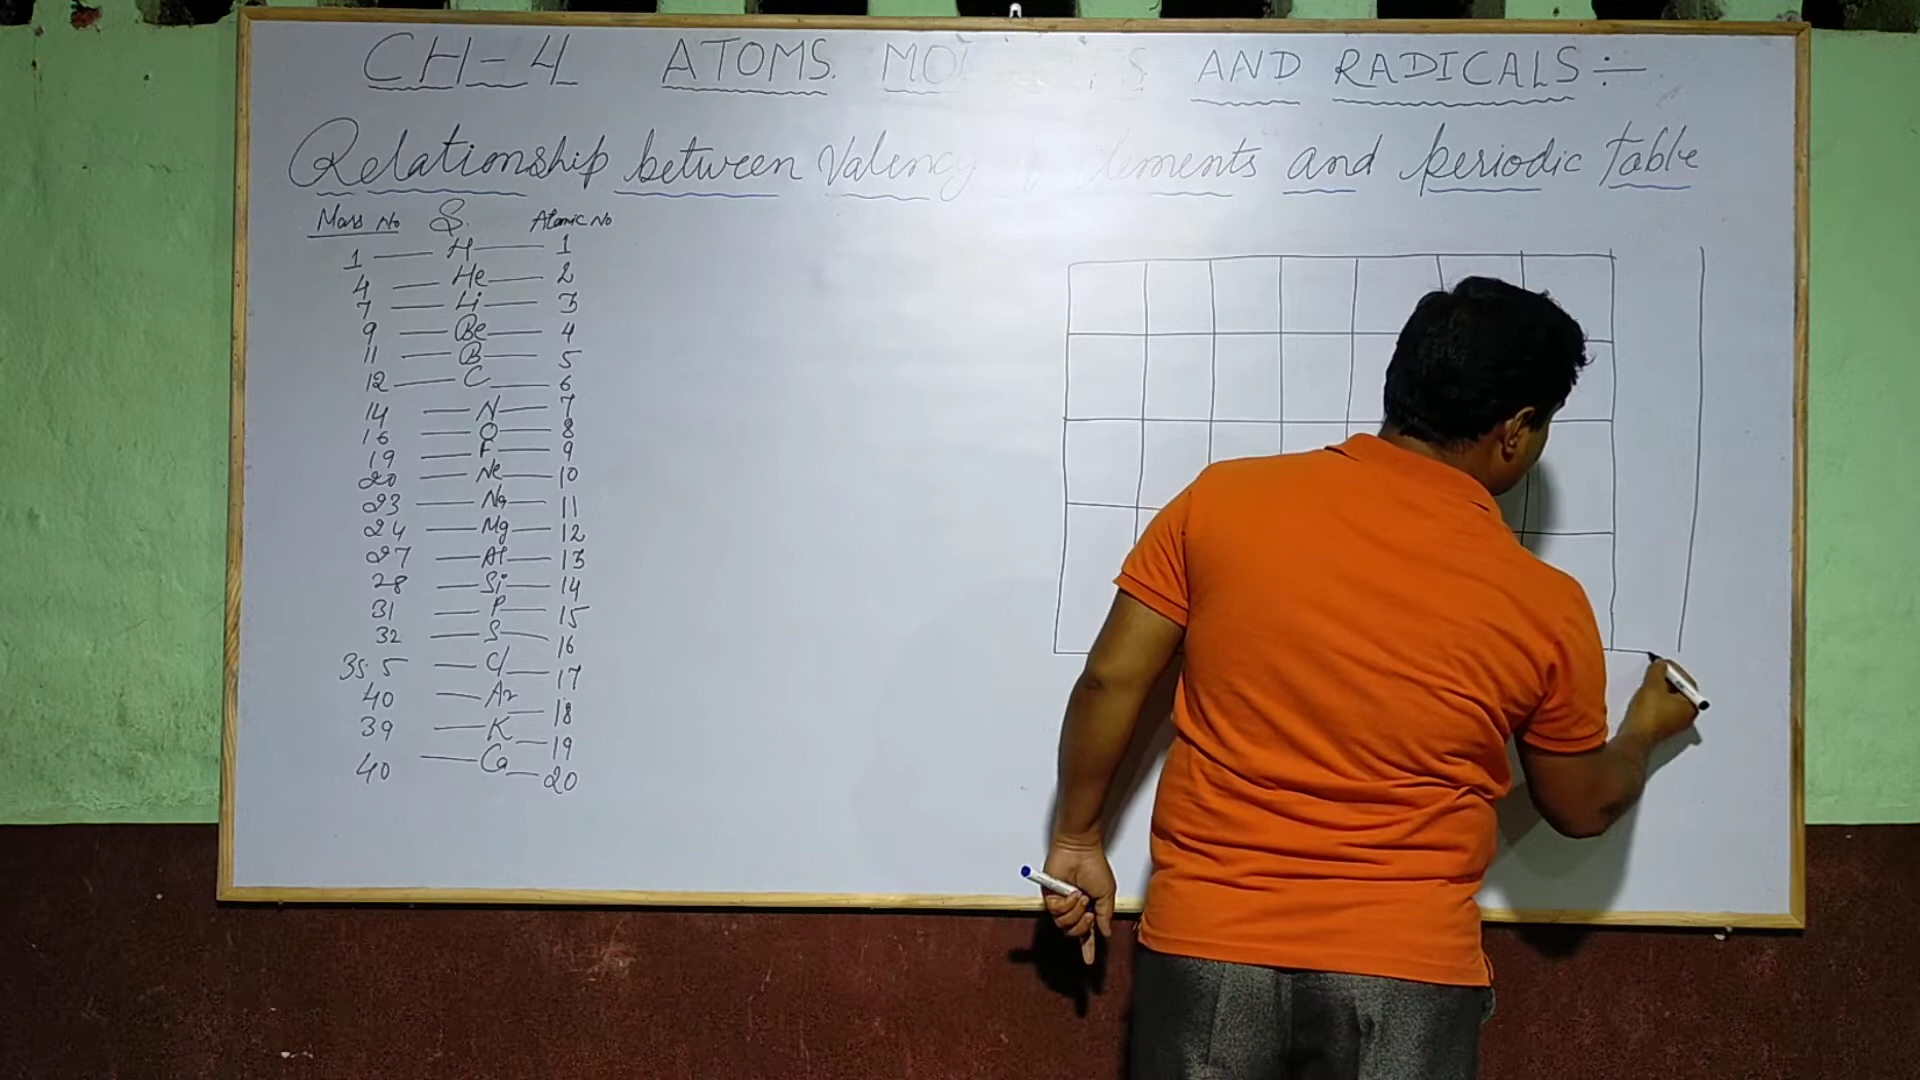 CH-4 ATOMS. AND RADICALS:-
Relationship between Valency elements and periodic table
Mass No S. Atomic No
1 — H — 1
4 — He — 2
7 — Li — 3
9 — Be — 4
11 — B — 5
12 — C — 6
14 — N — 7
16 — O — 8
19 — F — 9
20 — Ne — 10
23 — Na — 11
24 — Mg — 12
27 — Al — 13
28 — Si — 14
31 — P — 15
32 — S — 16
35.5 — Cl — 17
40 — Ar — 18
39 — K — 19
40 — Ca — 20